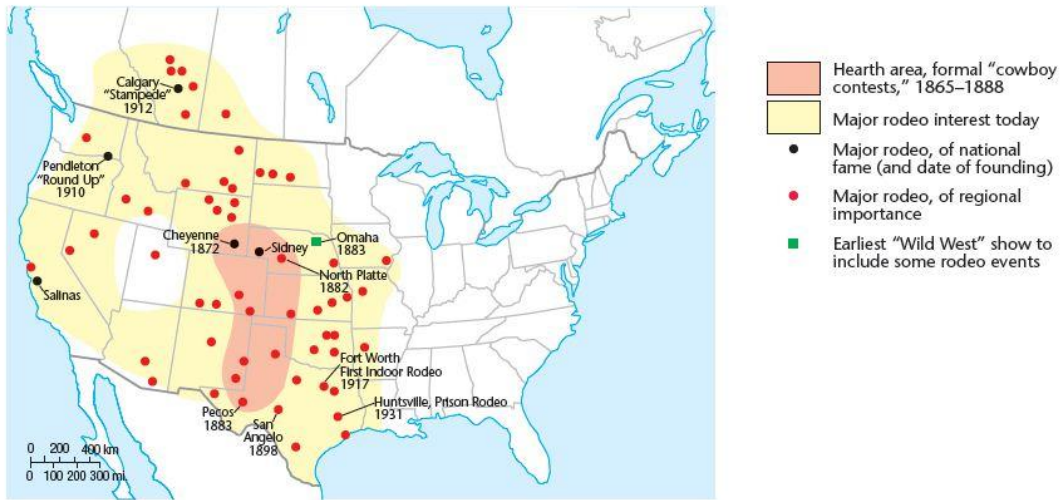 Calgary
"Stampede"
1912
Pendleton
"Round Up"
1910
Cheyenne
1872
Sidney
Omaha
1883
North Platte
1882
Salinas
Fort Worth
First Indoor Rodeo
1917
Huntsville, Prison Rodeo
1931
Pecos
1883
San
Angelo
1898
0 200 400 km
0 100 200 300 mi.
Hearth area, formal “cowboy
contests,” 1865–1888
Major rodeo interest today
Major rodeo, of national
fame (and date of founding)
Major rodeo, of regional
importance
Earliest “Wild West” show to
include some rodeo events